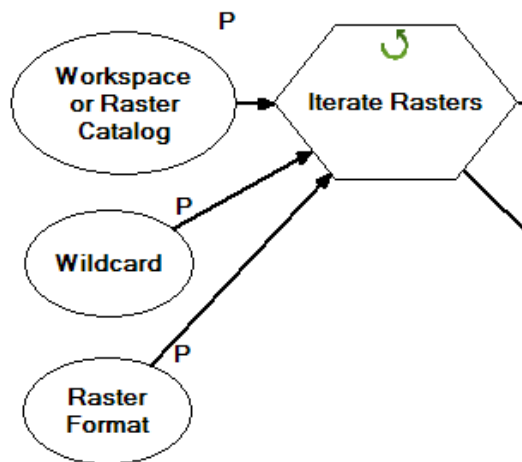 P
Workspace
or Raster
Catalog
Iterate Rasters
P
Wildcard
P
Raster
Format